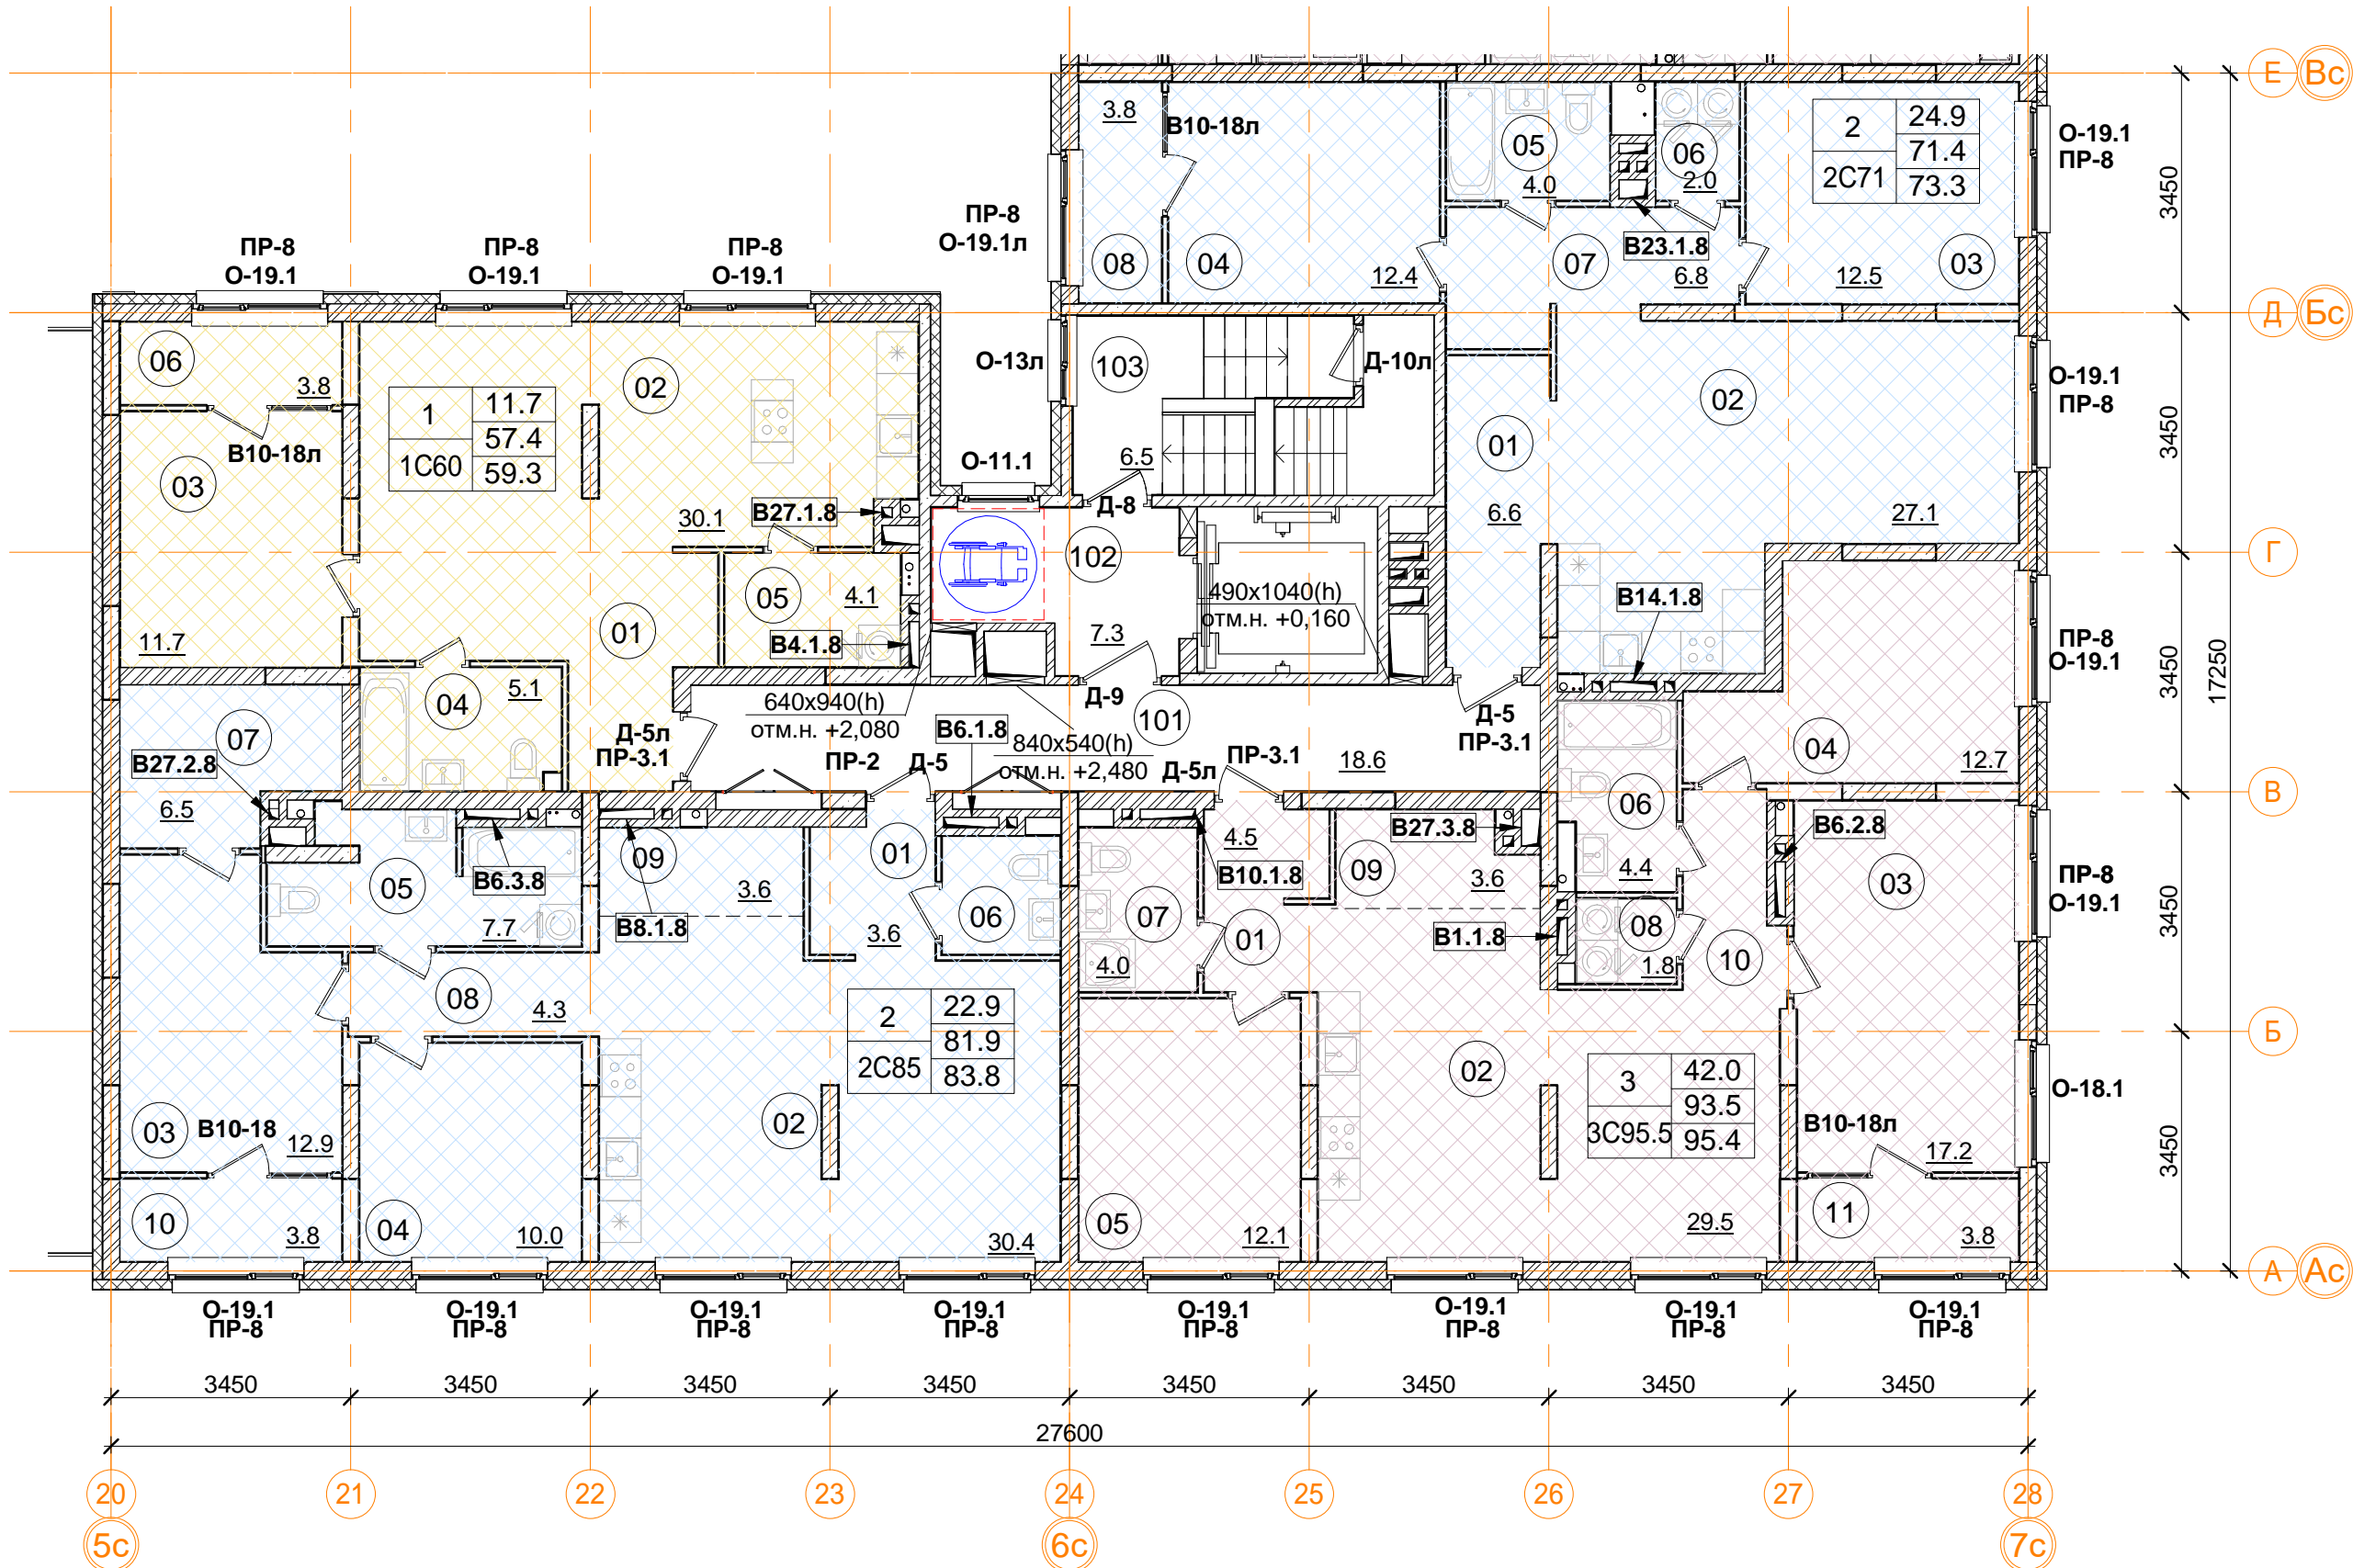 Е Вс
3.8
В10-18л
05
4.0
06
2.0
2 24.9
2С71 71.4
73.3
О-19.1
ПР-8
3450
ПР-8
О-19.1л
08
04
12.4
В23.1.8
07
6.8
12.5
03
ПР-8
О-19.1
ПР-8
О-19.1
ПР-8
О-19.1
Д Бс
06
3.8
02
О-13л
103
Д-10л
О-19.1
ПР-8
1 11.7
1С60 57.4
59.3
В10-18л
03
О-11.1
6.5
01
02
3450
30.1
В27.1.8
Д-8
6.6
27.1
102
Г
05
4.1
490х1040(h)
отм.н. +0,160
В14.1.8
11.7
01
В4.1.8
7.3
ПР-8
О-19.1
3450
17250
04
5.1
640х940(h)
отм.н. +2,080
Д-9
101
Д-5
ПР-3.1
07
В27.2.8
Д-5л
ПР-3.1
ПР-2
Д-5
В6.1.8
840х540(h)
отм.н. +2,480
Д-5л
ПР-3.1
18.6
04
12.7
В
6.5
06
В6.2.8
09
01
4.5
В27.3.8
05
В6.3.8
3.6
В10.1.8
09
3.6
4.4
03
ПР-8
О-19.1
7.7
В8.1.8
3.6
06
07
4.0
01
В1.1.8
08
1.8
10
3450
08
4.3
2 22.9
2С85 81.9
83.8
02
3 42.0
3С95.5 93.5
95.4
Б
О-18.1
03
В10-18
12.9
02
В10-18л
17.2
3450
10
3.8
04
10.0
30.4
05
12.1
29.5
11
3.8
А Ас
О-19.1
ПР-8
О-19.1
ПР-8
О-19.1
ПР-8
О-19.1
ПР-8
О-19.1
ПР-8
О-19.1
ПР-8
О-19.1
ПР-8
О-19.1
ПР-8
3450 3450 3450 3450 3450 3450 3450 3450
27600
20 21 22 23 24 25 26 27 28
5с 6с 7с